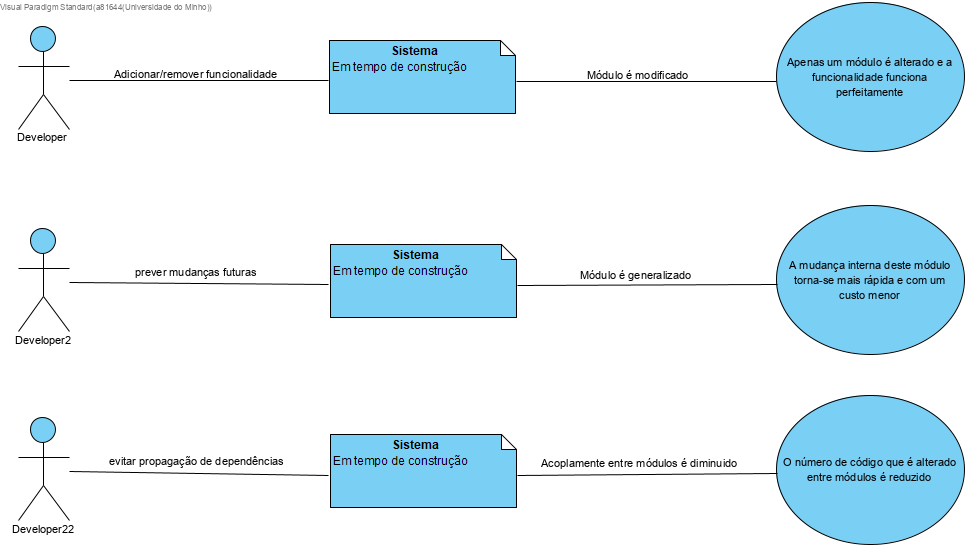 Visual Paradigm Standard(a81644(Universidade do Minho))
Sistema
Em tempo de construção
Adicionar/remover funcionalidade
Módulo é modificado
Apenas um módulo é alterado e a
funcionalidade funciona
perfeitamente
Developer
Sistema
Em tempo de construção
prever mudanças futuras
Módulo é generalizado
A mudança interna deste módulo
torna-se mais rápida e com um
custo menor
Developer2
Sistema
Em tempo de construção
evitar propagação de dependências
Acoplamente entre módulos é diminuido
O número de código que é alterado
entre módulos é reduzido
Developer22